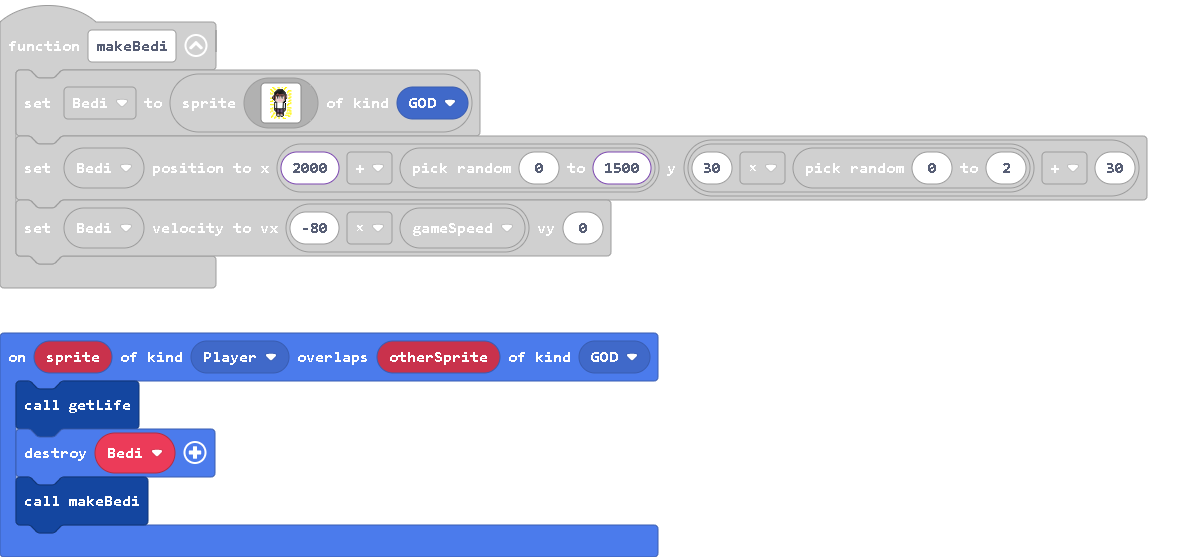 function makeBedi
set Bedi to sprite of kind GOD
set Bedi position to x 2000 + pick random 0 to 1500 y 30 × pick random 0 to 2 + 30
set Bedi velocity to vx -80 × gameSpeed vy 0
on sprite of kind Player overlaps otherSprite of kind GOD
call getLife
destroy Bedi
call makeBedi